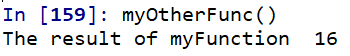 In [159]: myOtherFunc()
The result of myFunction  16